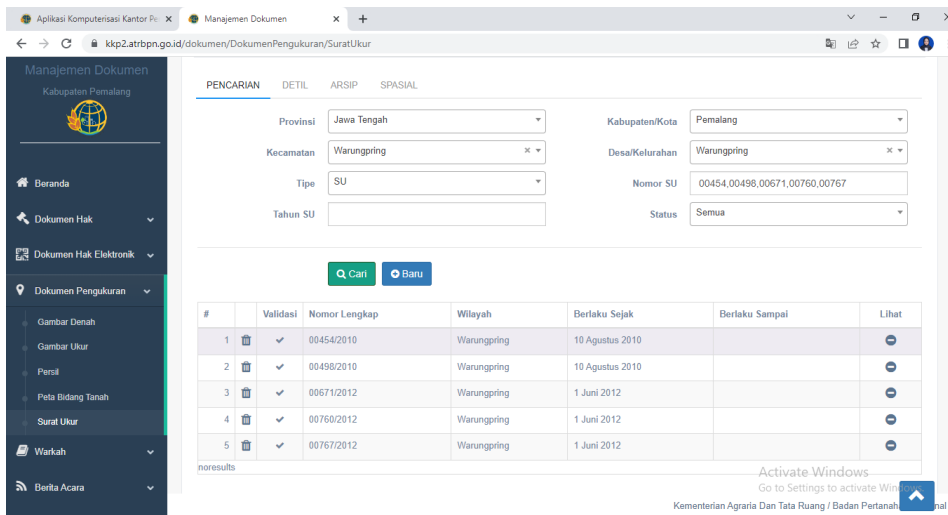 Aplikasi Komputerisasi Kantor Pe
Manajemen Dokumen
kkp2.atrbpn.go.id/dokumen/DokumenPengukuran/SuratUkur
Manajemen Dokumen
Kabupaten Pemalang
Beranda
Dokumen Hak
Dokumen Hak Elektronik
Dokumen Pengukuran
Gambar Denah
Gambar Ukur
Persil
Peta Bidang Tanah
Surat Ukur
Warkah
Berita Acara
PENCARIAN DETIL ARSIP SPASIAL
Provinsi Jawa Tengah Kabupaten/Kota Pemalang
Kecamatan Warungpring Desa/Kelurahan Warungpring
Tipe SU Nomor SU 00454,00498,00671,00760,00767
Tahun SU Status Semua
Cari Baru
# Validasi Nomor Lengkap Wilayah Berlaku Sejak Berlaku Sampai Lihat
1 00454/2010 Warungpring 10 Agustus 2010
2 00498/2010 Warungpring 10 Agustus 2010
3 00671/2012 Warungpring 1 Juni 2012
4 00760/2012 Warungpring 1 Juni 2012
5 00767/2012 Warungpring 1 Juni 2012
noresults
Activate Windows
Go to Settings to activate Windows.
Kementerian Agraria Dan Tata Ruang / Badan